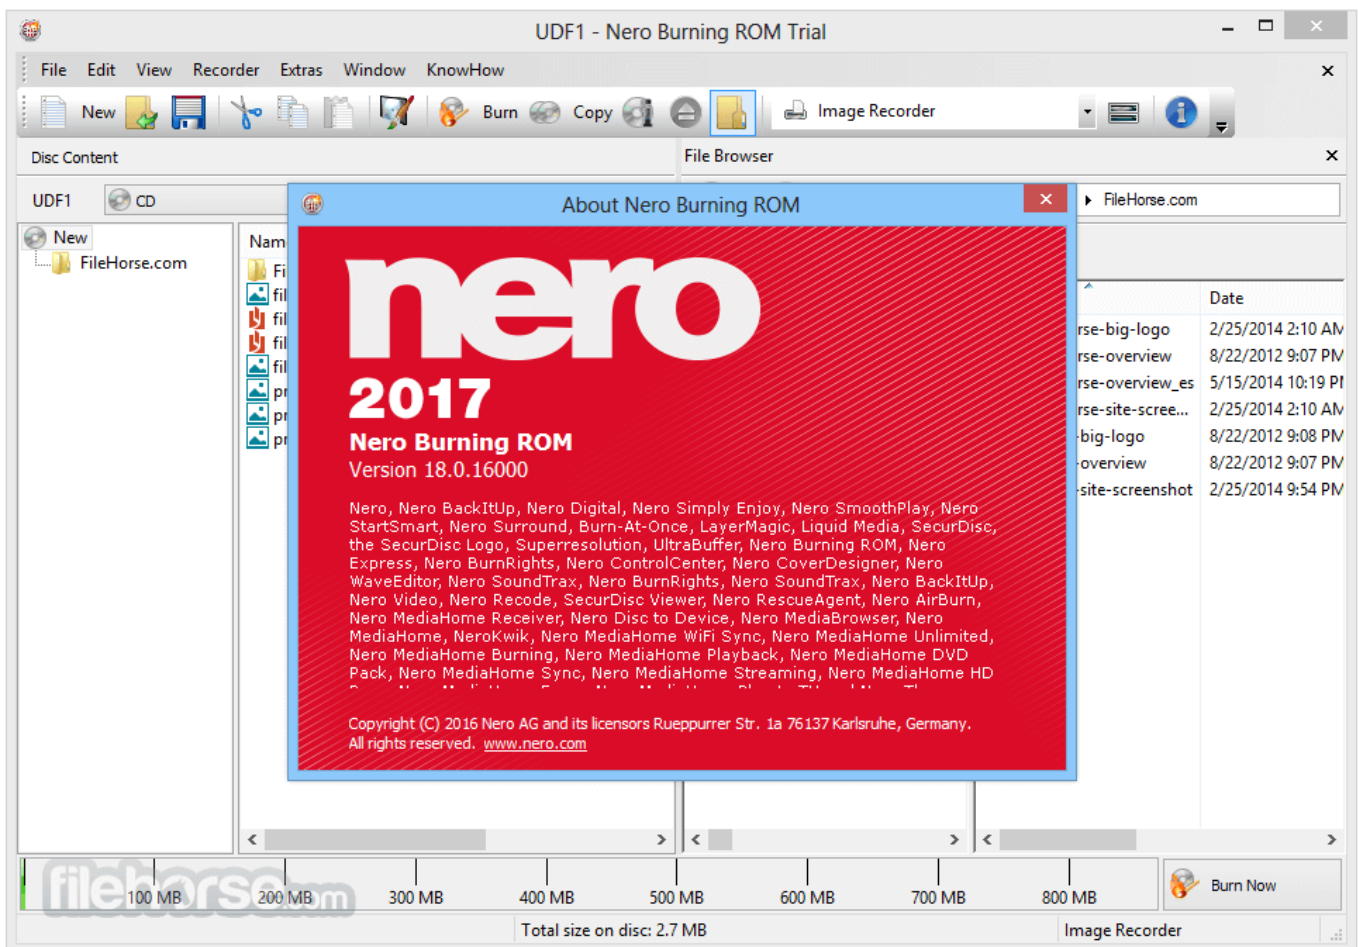 UDF1 - Nero Burning ROM Trial
File Edit View Recorder Extras Window KnowHow
New Burn Copy Image Recorder
Disc Content
File Browser
UDF1 CD
FileHorse.com
New
FileHorse.com
About Nero Burning ROM
nero
2017
Nero Burning ROM
Version 18.0.16000
Nero, Nero BackItUp, Nero Digital, Nero Simply Enjoy, Nero SmoothPlay, Nero
StartSmart, Nero Surround, Burn-At-Once, LayerMagic, Liquid Media, SecurDisc,
the SecurDisc Logo, Superresolution, UltraBuffer, Nero Burning ROM, Nero
Express, Nero BurnRights, Nero ControlCenter, Nero CoverDesigner, Nero
WaveEditor, Nero SoundTrax, Nero BurnRights, Nero SoundTrax, Nero BackItUp,
Nero Video, Nero Recode, SecurDisc Viewer, Nero RescueAgent, Nero AirBurn,
Nero MediaHome Receiver, Nero Disc to Device, Nero MediaBrowser, Nero
MediaHome, NeroKwik, Nero MediaHome WiFi Sync, Nero MediaHome Unlimited,
Nero MediaHome Burning, Nero MediaHome Playback, Nero MediaHome DVD
Pack, Nero MediaHome Sync, Nero MediaHome Streaming, Nero MediaHome HD
Copyright (C) 2016 Nero AG and its licensors Rueppurrer Str. 1a 76137 Karlsruhe, Germany.
All rights reserved. www.nero.com
Nam
Fi
fil
fil
fil
fil
pr
pr
pr
Date
rse-big-logo 2/25/2014 2:10 AM
rse-overview 8/22/2012 9:07 PM
rse-overview_es 5/15/2014 10:19 PM
rse-site-scree... 2/25/2014 2:10 AM
-big-logo 8/22/2012 9:08 PM
-overview 8/22/2012 9:07 PM
-site-screenshot 2/25/2014 9:54 PM
filehorse.com
100 MB 200 MB 300 MB 400 MB 500 MB 600 MB 700 MB 800 MB
Burn Now
Total size on disc: 2.7 MB
Image Recorder